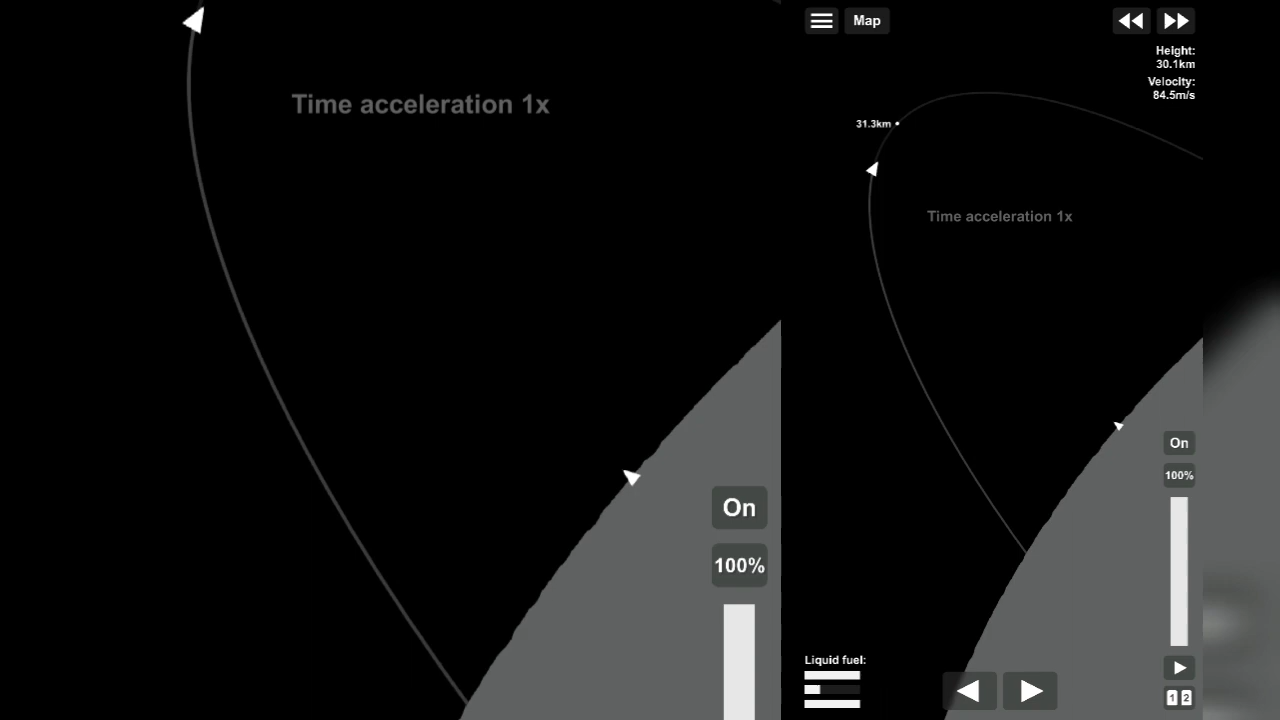 Time acceleration 1x
On
100%
Map
Height:
30.1km
Velocity:
84.5m/s
31.3km
Time acceleration 1x
On
100%
Liquid fuel:
1 2